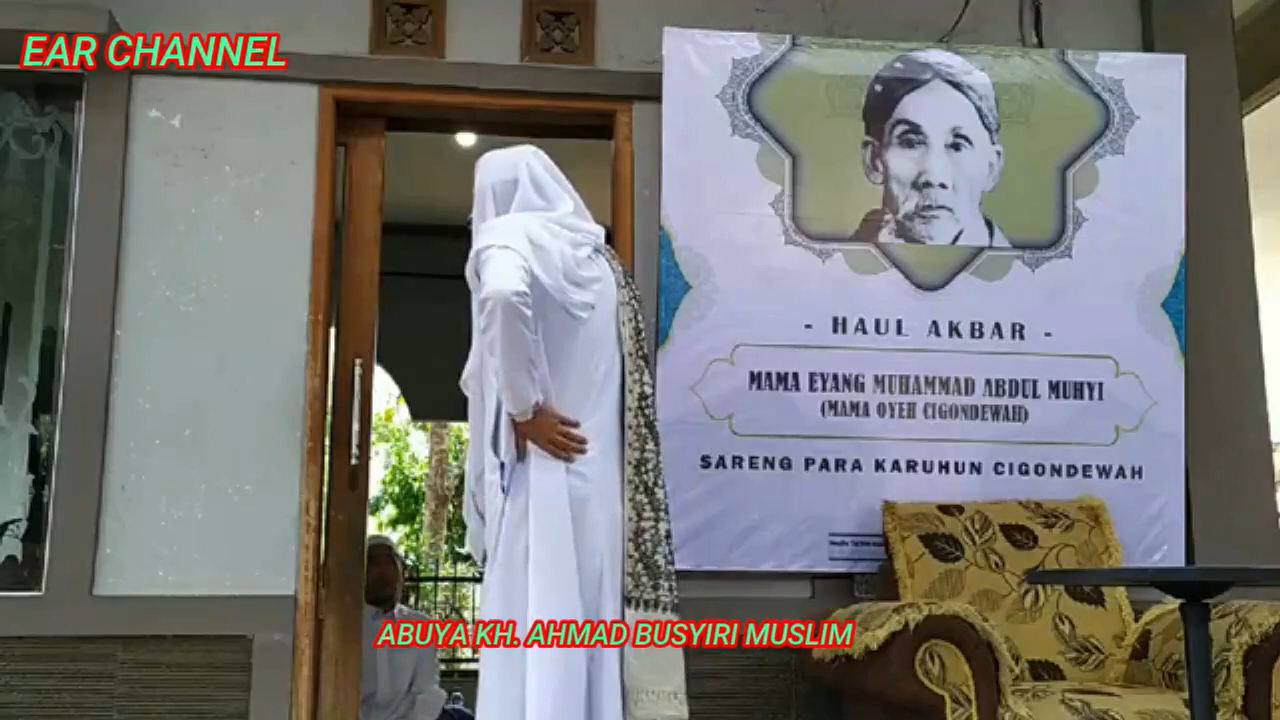 EAR CHANNEL
- HAUL AKBAR -
MAMA EYANG MUHAMMAD ABDUL MUHYI
(MAMA OYEH CIGONDEWAH)
SARENG PARA KARUHUN CIGONDEWAH
ABUYA KH. AHMAD BUSYIRI MUSLIM